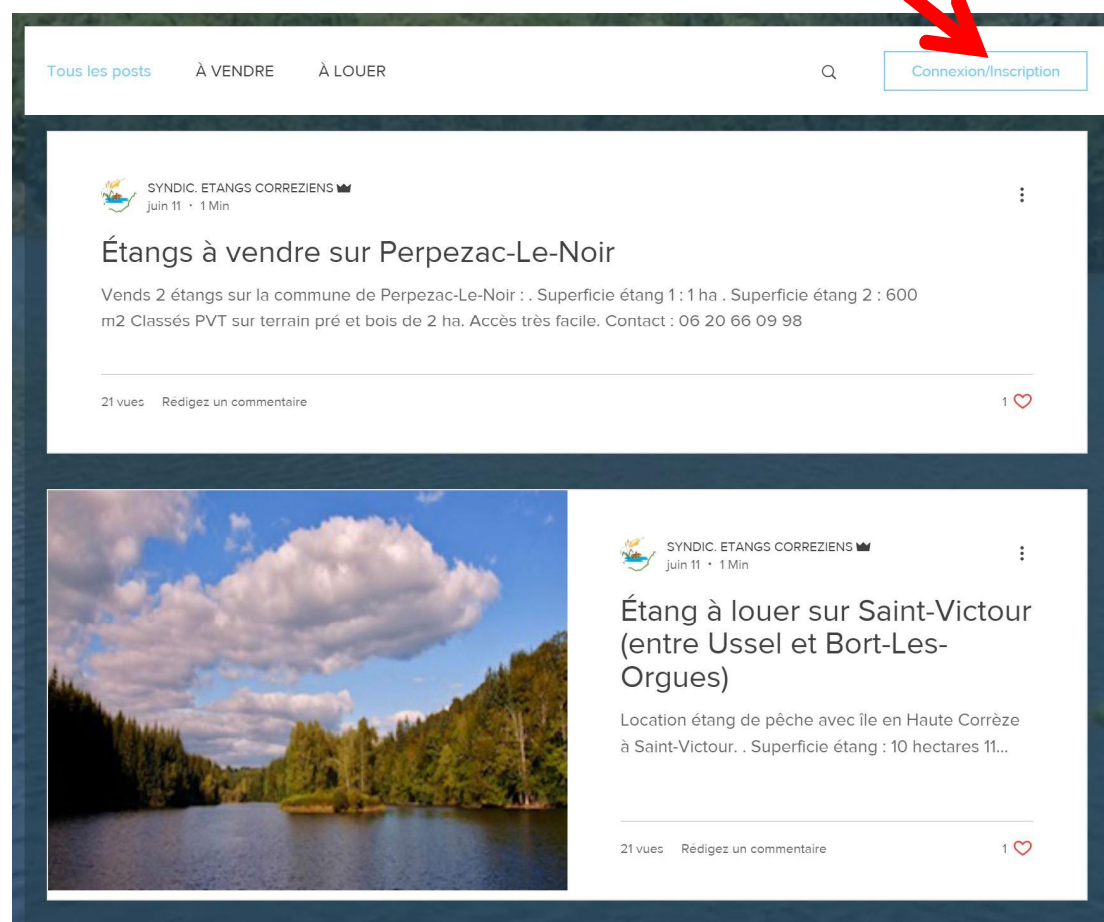 Tous les posts À VENDRE À LOUER Connexion/Inscription
SYNDIC. ETANGS CORREZIENS
juin 11 · 1 Min
Étangs à vendre sur Perpezac-Le-Noir
Vends 2 étangs sur la commune de Perpezac-Le-Noir : . Superficie étang 1 : 1 ha . Superficie étang 2 : 600
m2 Classés PVT sur terrain pré et bois de 2 ha. Accès très facile. Contact : 06 20 66 09 98
21 vues Rédigez un commentaire 1
SYNDIC. ETANGS CORREZIENS
juin 11 · 1 Min
Étang à louer sur Saint-Victour
(entre Ussel et Bort-Les-
Orgues)
Location étang de pêche avec île en Haute Corrèze
à Saint-Victour. . Superficie étang : 10 hectares 11...
21 vues Rédigez un commentaire 1